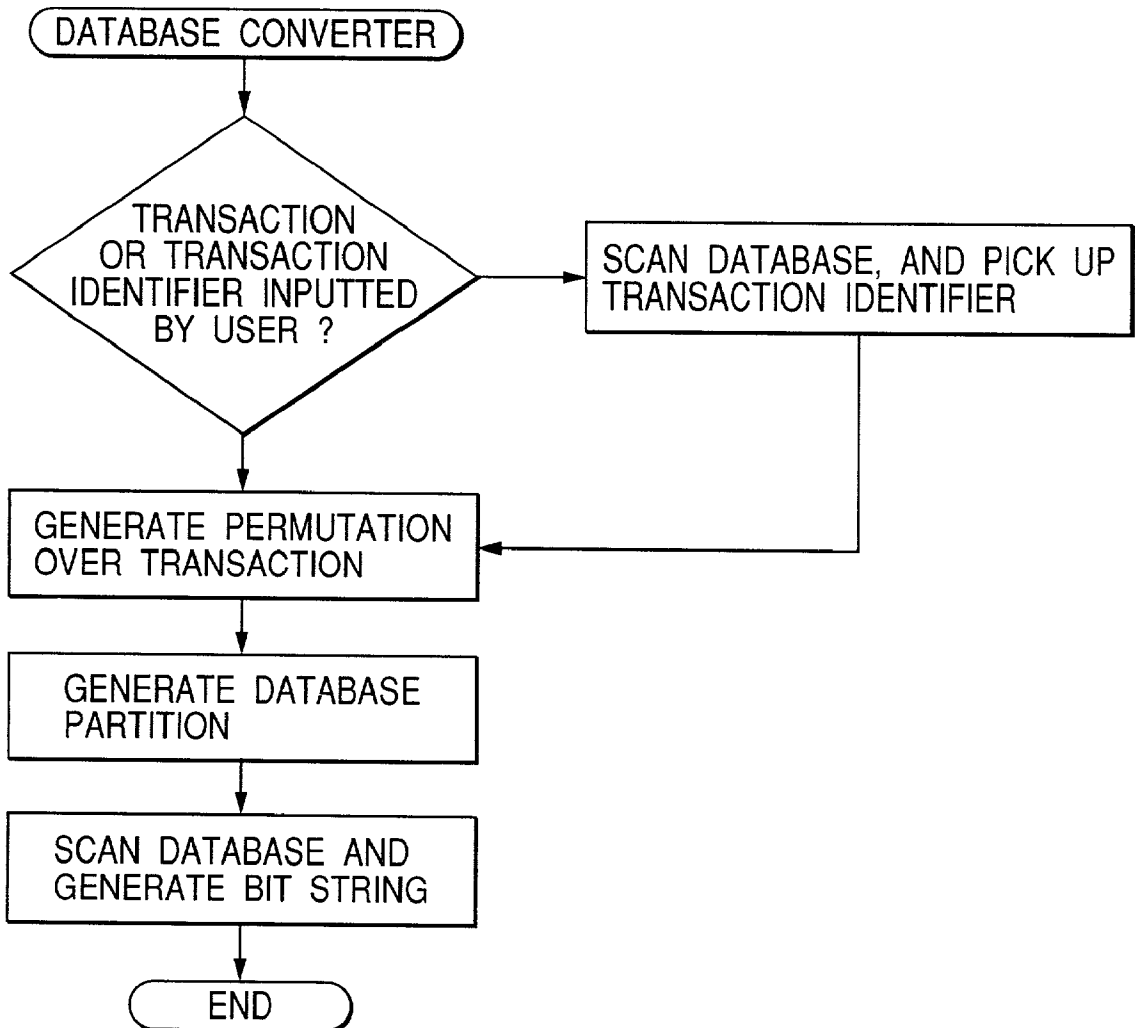 DATABASE CONVERTER
TRANSACTION
OR TRANSACTION
IDENTIFIER INPUTTED
BY USER ?
SCAN DATABASE, AND PICK UP
TRANSACTION IDENTIFIER
GENERATE PERMUTATION
OVER TRANSACTION
GENERATE DATABASE
PARTITION
SCAN DATABASE AND
GENERATE BIT STRING
END